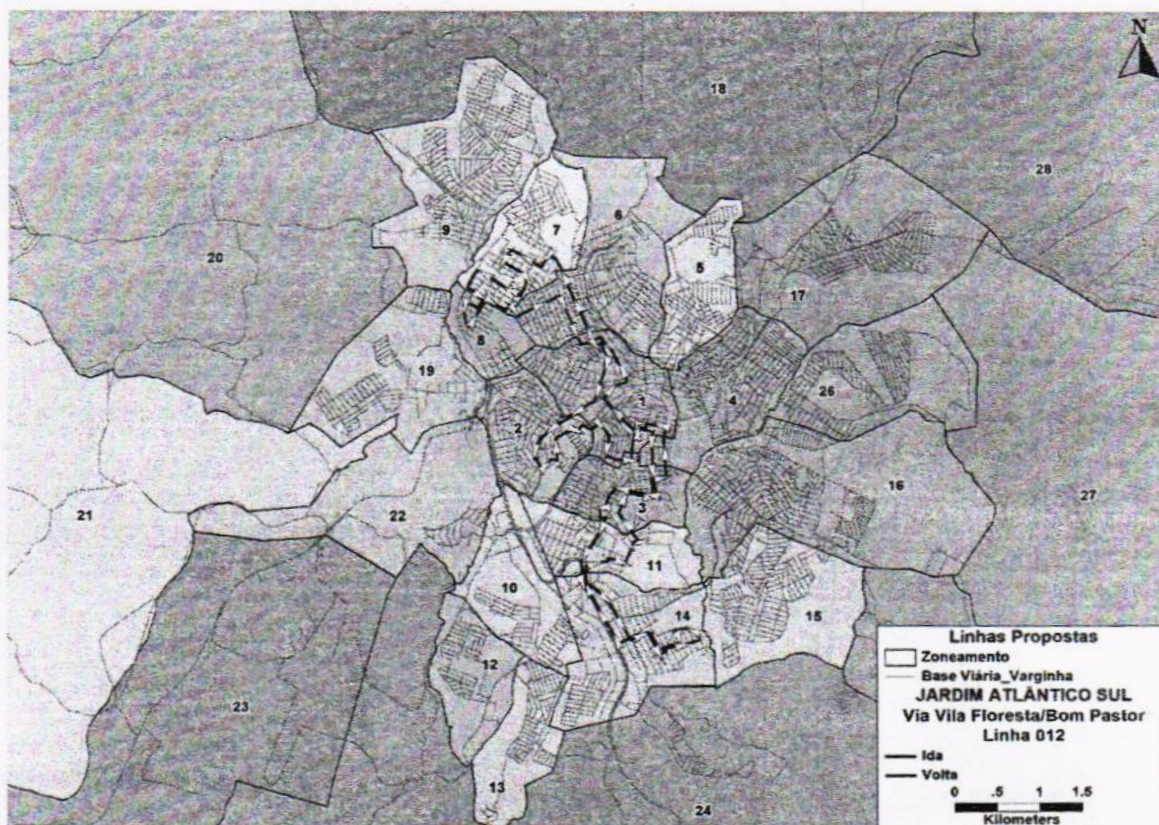 N
18
28
6
7
9
5
20
17
8
19
1
4
26
2
16
3
27
21
22
11
10
14
15
12
23
13
24
Linhas Propostas
Zoneamento
Base Viária_Varginha
JARDIM ATLÂNTICO SUL
Via Vila Floresta/Bom Pastor
Linha 012
Ida
Volta
0 .5 1 1.5
Kilometers